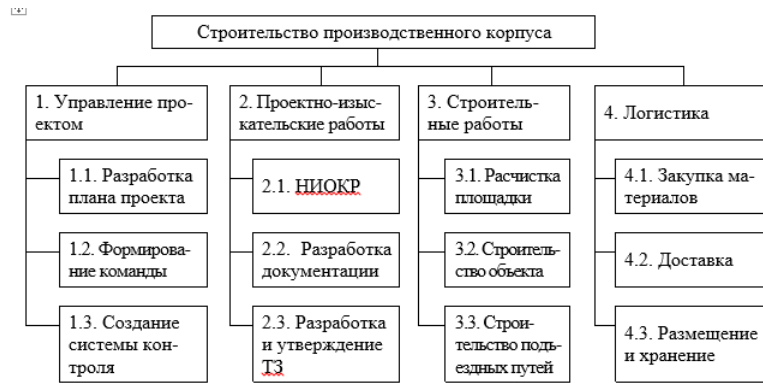 Строительство производственного корпуса
1. Управление про-
ектом
2. Проектно-изыс-
кательские работы
3. Строитель-
ные работы
4. Логистика
1.1. Разработка
плана проекта
2.1. НИОКР
3.1. Расчистка
площадки
4.1. Закупка ма-
териалов
1.2. Формирова-
ние команды
2.2. Разработка
документации
3.2. Строитель-
ство объекта
4.2. Доставка
1.3. Создание
системы кон-
троля
2.3. Разработка
и утверждение
ТЗ
3.3. Строи-
тельство подъ-
ездных путей
4.3. Размещение
и хранение